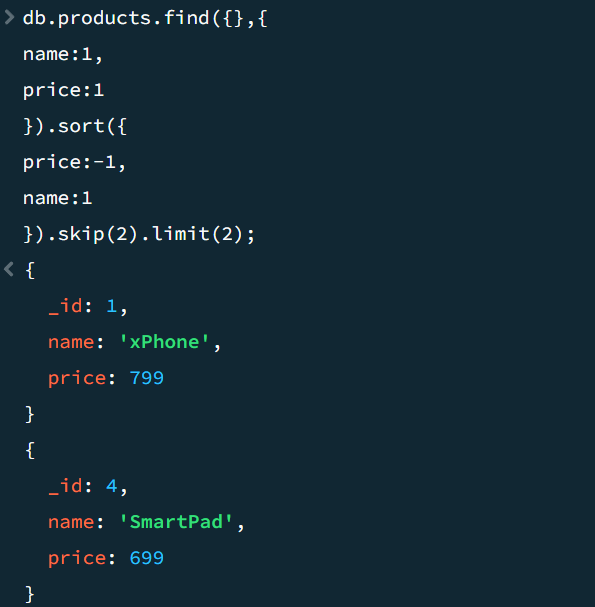 db.products.find({},{
name:1,
price:1
}).sort({
price:-1,
name:1
}).skip(2).limit(2);
{
_id: 1,
name: 'xPhone',
price: 799
}
{
_id: 4,
name: 'SmartPad',
price: 699
}